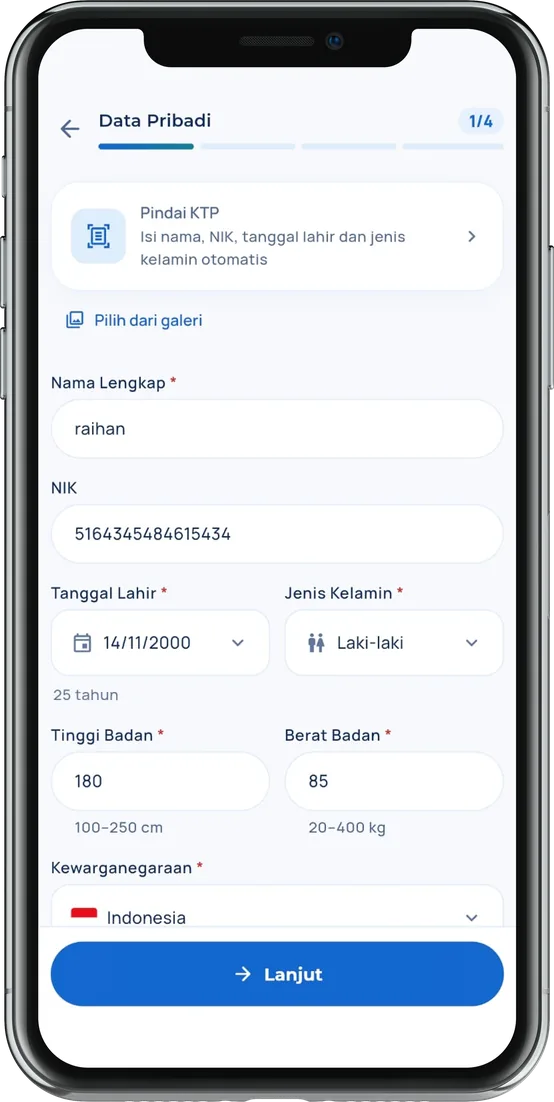 Data Pribadi
1/4
Pindai KTP
Isi nama, NIK, tanggal lahir dan jenis
kelamin otomatis
Pilih dari galeri
Nama Lengkap *
raihan
NIK
5164345484615434
Tanggal Lahir *
Jenis Kelamin *
14/11/2000
Laki-laki
25 tahun
Tinggi Badan *
Berat Badan *
180
85
100–250 cm
20–400 kg
Kewarganegaraan *
Indonesia
Lanjut